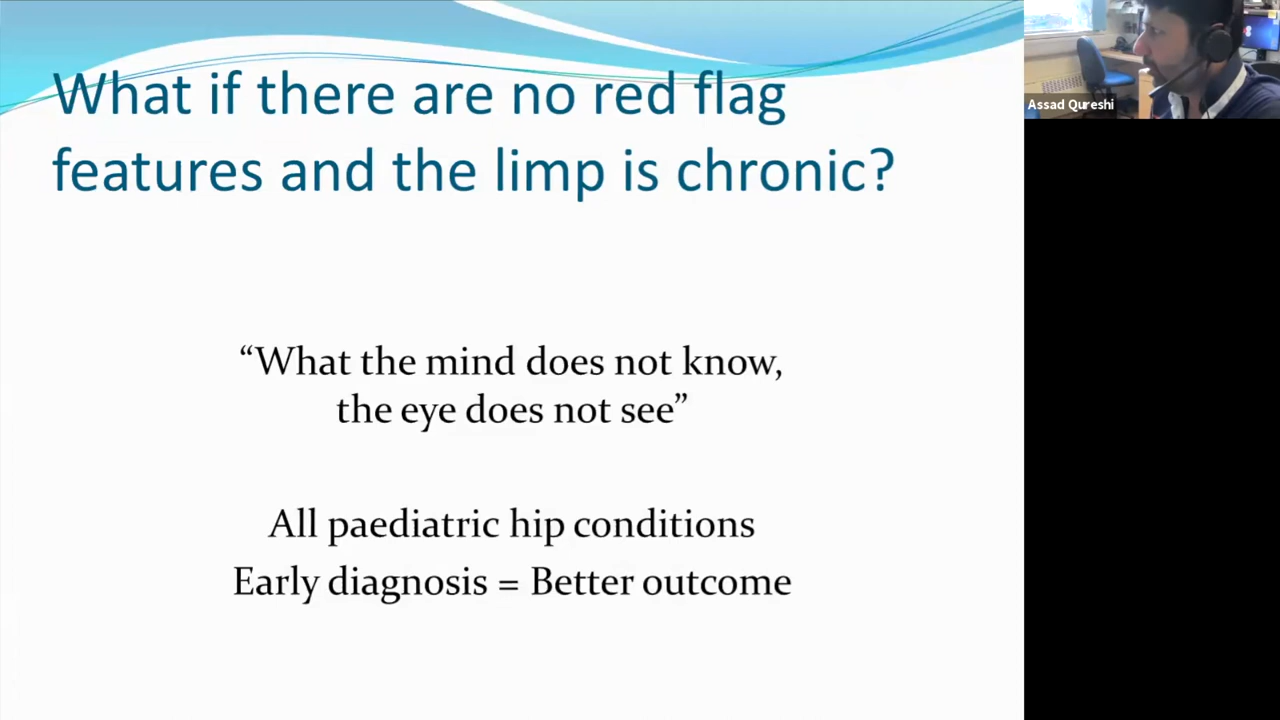 What if there are no red flag
features and the limp is chronic?
“What the mind does not know,
the eye does not see”
All paediatric hip conditions
Early diagnosis = Better outcome
Assad Qureshi